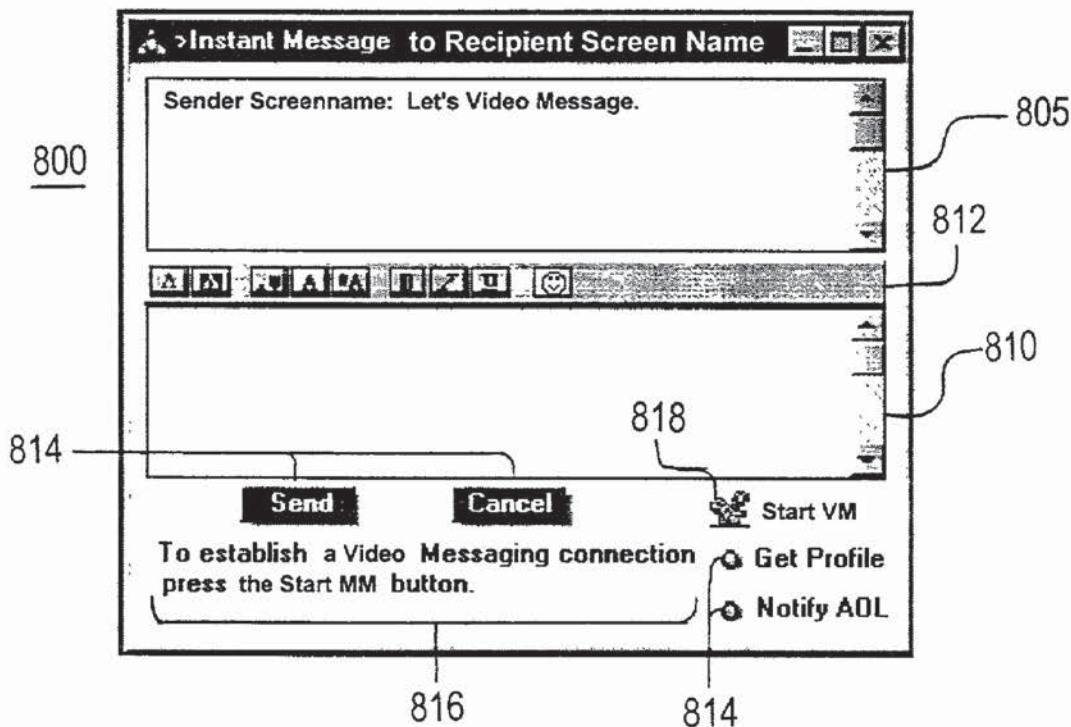 >Instant Message to Recipient Screen Name
Sender Screenname: Let's Video Message.
805
800
812
810
818
814
Send
Cancel
Start VM
To establish a Video Messaging connection
press the Start MM button.
Get Profile
Notify AOL
816
814